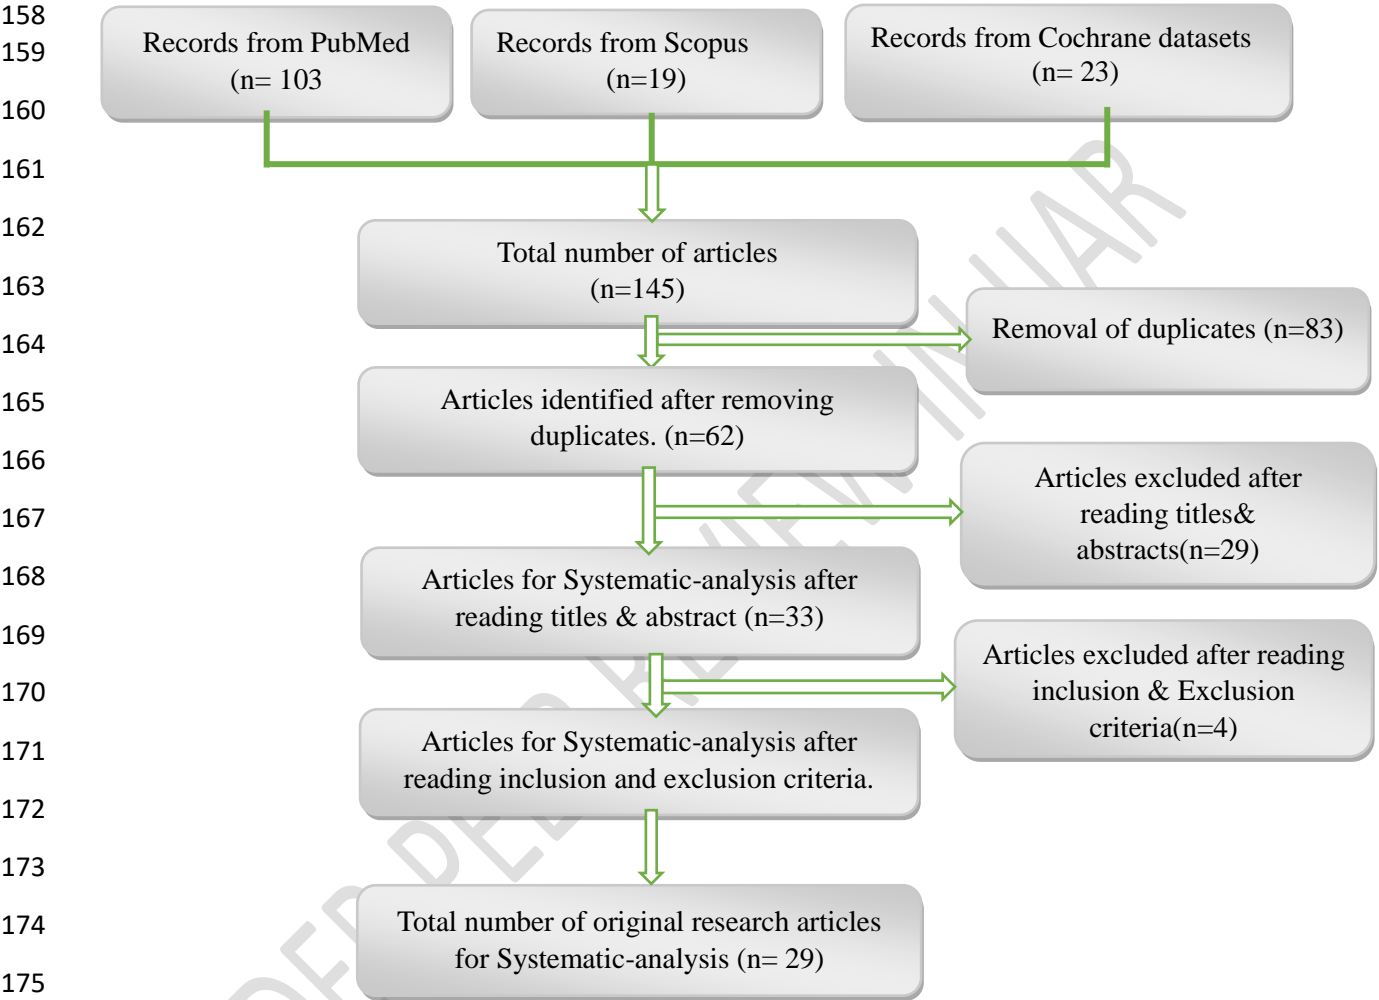 158
159
160
161
162
163
164
165
166
167
168
169
170
171
172
173
174
175
Records from PubMed
(n= 103
Records from Scopus
(n=19)
Records from Cochrane datasets
(n= 23)
Total number of articles
(n=145)
Removal of duplicates (n=83)
Articles identified after removing
duplicates. (n=62)
Articles excluded after
reading titles&
abstracts(n=29)
Articles for Systematic-analysis after
reading titles & abstract (n=33)
Articles excluded after reading
inclusion & Exclusion
criteria(n=4)
Articles for Systematic-analysis after
reading inclusion and exclusion criteria.
Total number of original research articles
for Systematic-analysis (n= 29)
PEER REVIEW IN IJAR